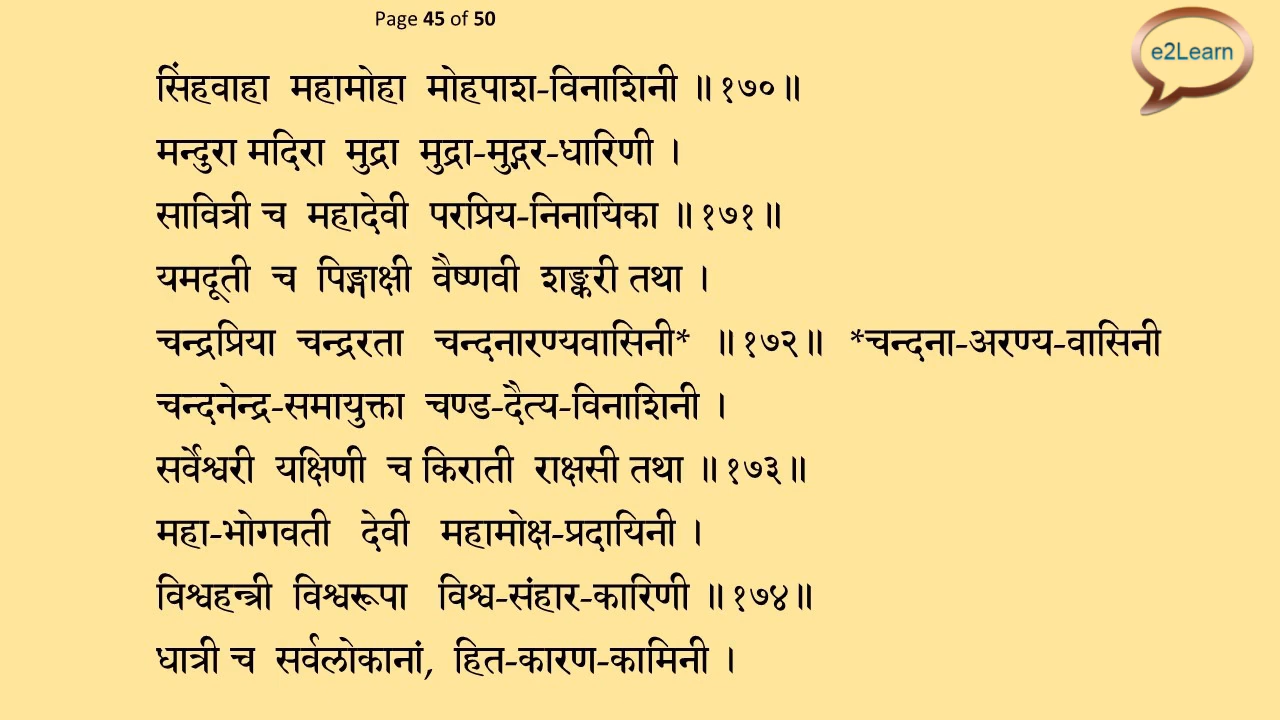 Page 45 of 50
e2Learn
सिंहवाहा महामोहा मोहपाश-विनाशिनी ॥१७०॥
मन्दुरा मदिरा मुद्रा मुद्रा-मुद्गर-धारिणी ।
सावित्री च महादेवी परप्रिय-निनायिका ॥१७१॥
यमदूती च पिङ्गाक्षी वैष्णवी शङ्करी तथा ।
चन्द्रप्रिया चन्द्ररता चन्दनारण्यवासिनी* ॥१७२॥ *चन्दना-अरण्य-वासिनी
चन्दनेन्द्र-समायुक्ता चण्ड-दैत्य-विनाशिनी ।
सर्वेश्वरी यक्षिणी च किराती राक्षसी तथा ॥१७३॥
महा-भोगवती देवी महामोक्ष-प्रदायिनी ।
विश्वहन्त्री विश्वरूपा विश्व-संहार-कारिणी ॥१७४॥
धात्री च सर्वलोकानां, हित-कारण-कामिनी ।